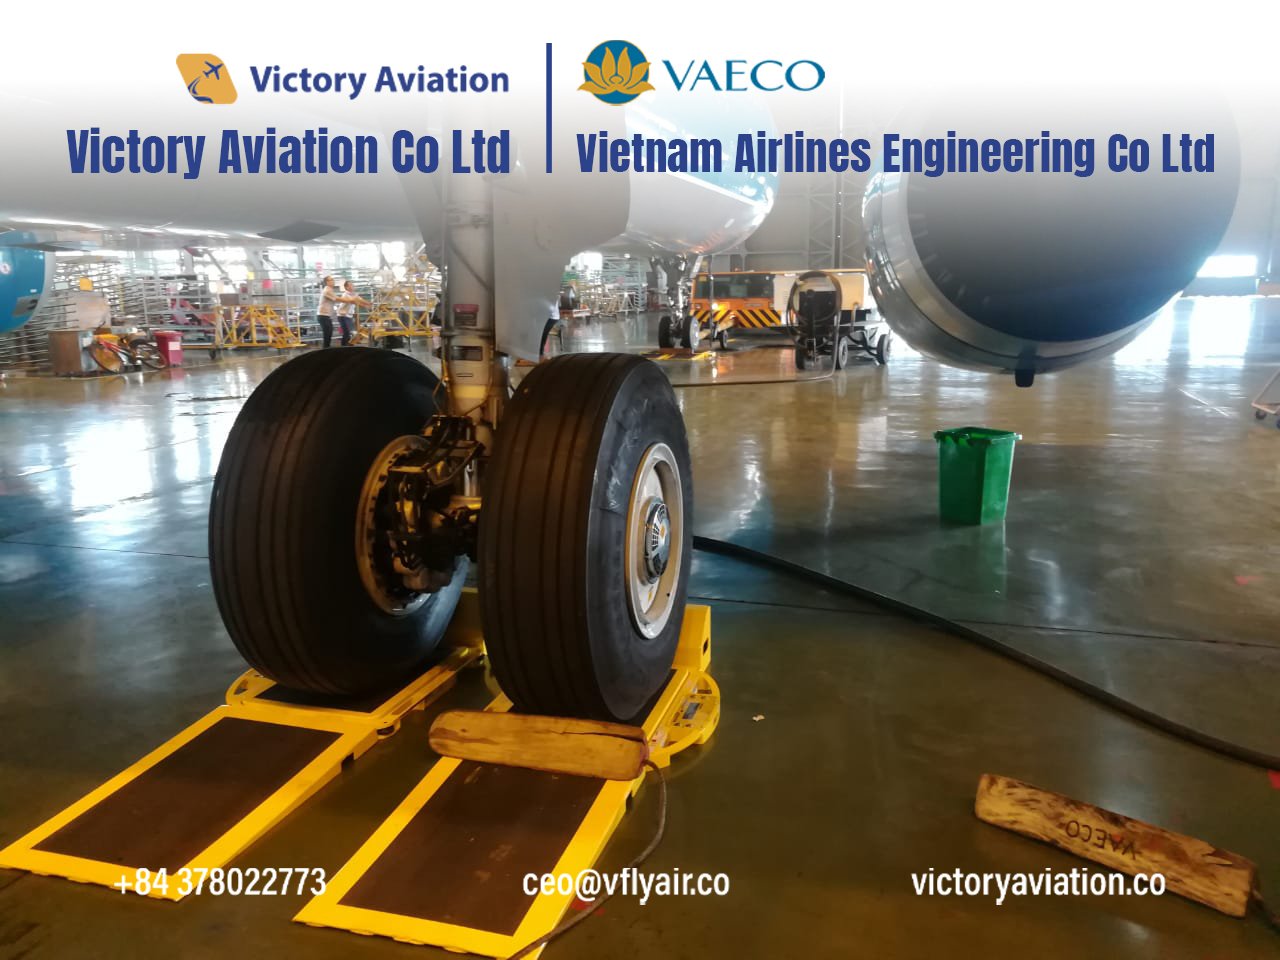 Victory Aviation
VAECO
Victory Aviation Co Ltd
Vietnam Airlines Engineering Co Ltd
VAECO
+84 378022773
ceo@vflyair.co
victoryaviation.co